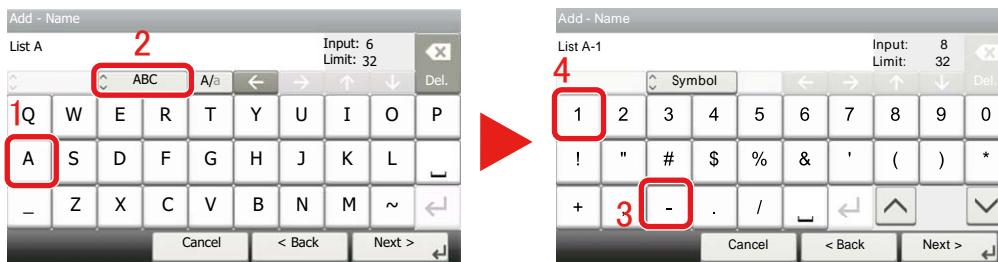 Add - Name
List A
2
Input: 6
Limit: 32
ABC
A/a
Del.
1
Q W E R T Y U I O P
A S D F G H J K L
_ Z X C V B N M ~
Cancel
< Back
Next >
Add - Name
List A-1
Input: 8
Limit: 32
4
Symbol
Del.
1 2 3 4 5 6 7 8 9 0
! " # $ % & ' ( ) *
3
+ - . /
Cancel
< Back
Next >